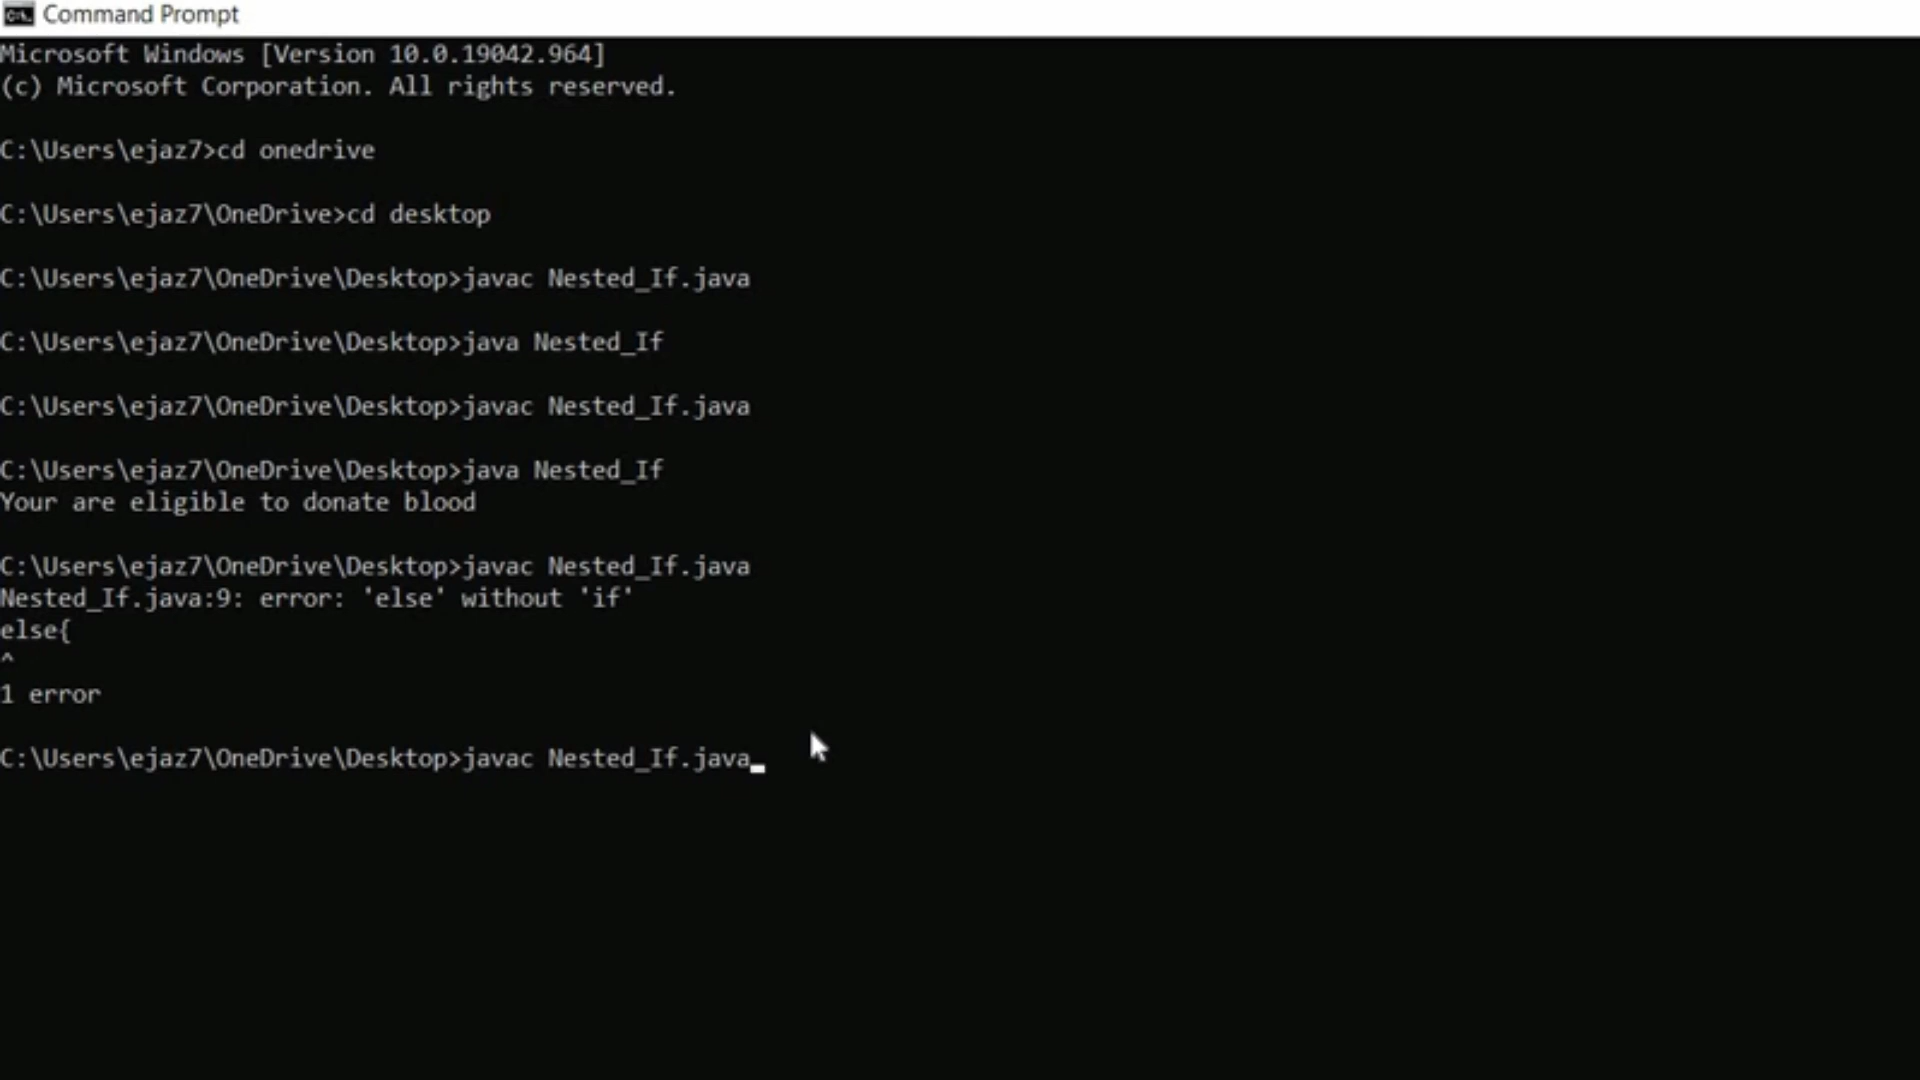 Command Prompt
Microsoft Windows [Version 10.0.19042.964]
(c) Microsoft Corporation. All rights reserved.
C:\Users\ejaz7>cd onedrive
C:\Users\ejaz7\OneDrive>cd desktop
C:\Users\ejaz7\OneDrive\Desktop>javac Nested_If.java
C:\Users\ejaz7\OneDrive\Desktop>java Nested_If
C:\Users\ejaz7\OneDrive\Desktop>javac Nested_If.java
C:\Users\ejaz7\OneDrive\Desktop>java Nested_If
Your are eligible to donate blood
C:\Users\ejaz7\OneDrive\Desktop>javac Nested_If.java
Nested_If.java:9: error: 'else' without 'if'
else{
^
1 error
C:\Users\ejaz7\OneDrive\Desktop>javac Nested_If.java